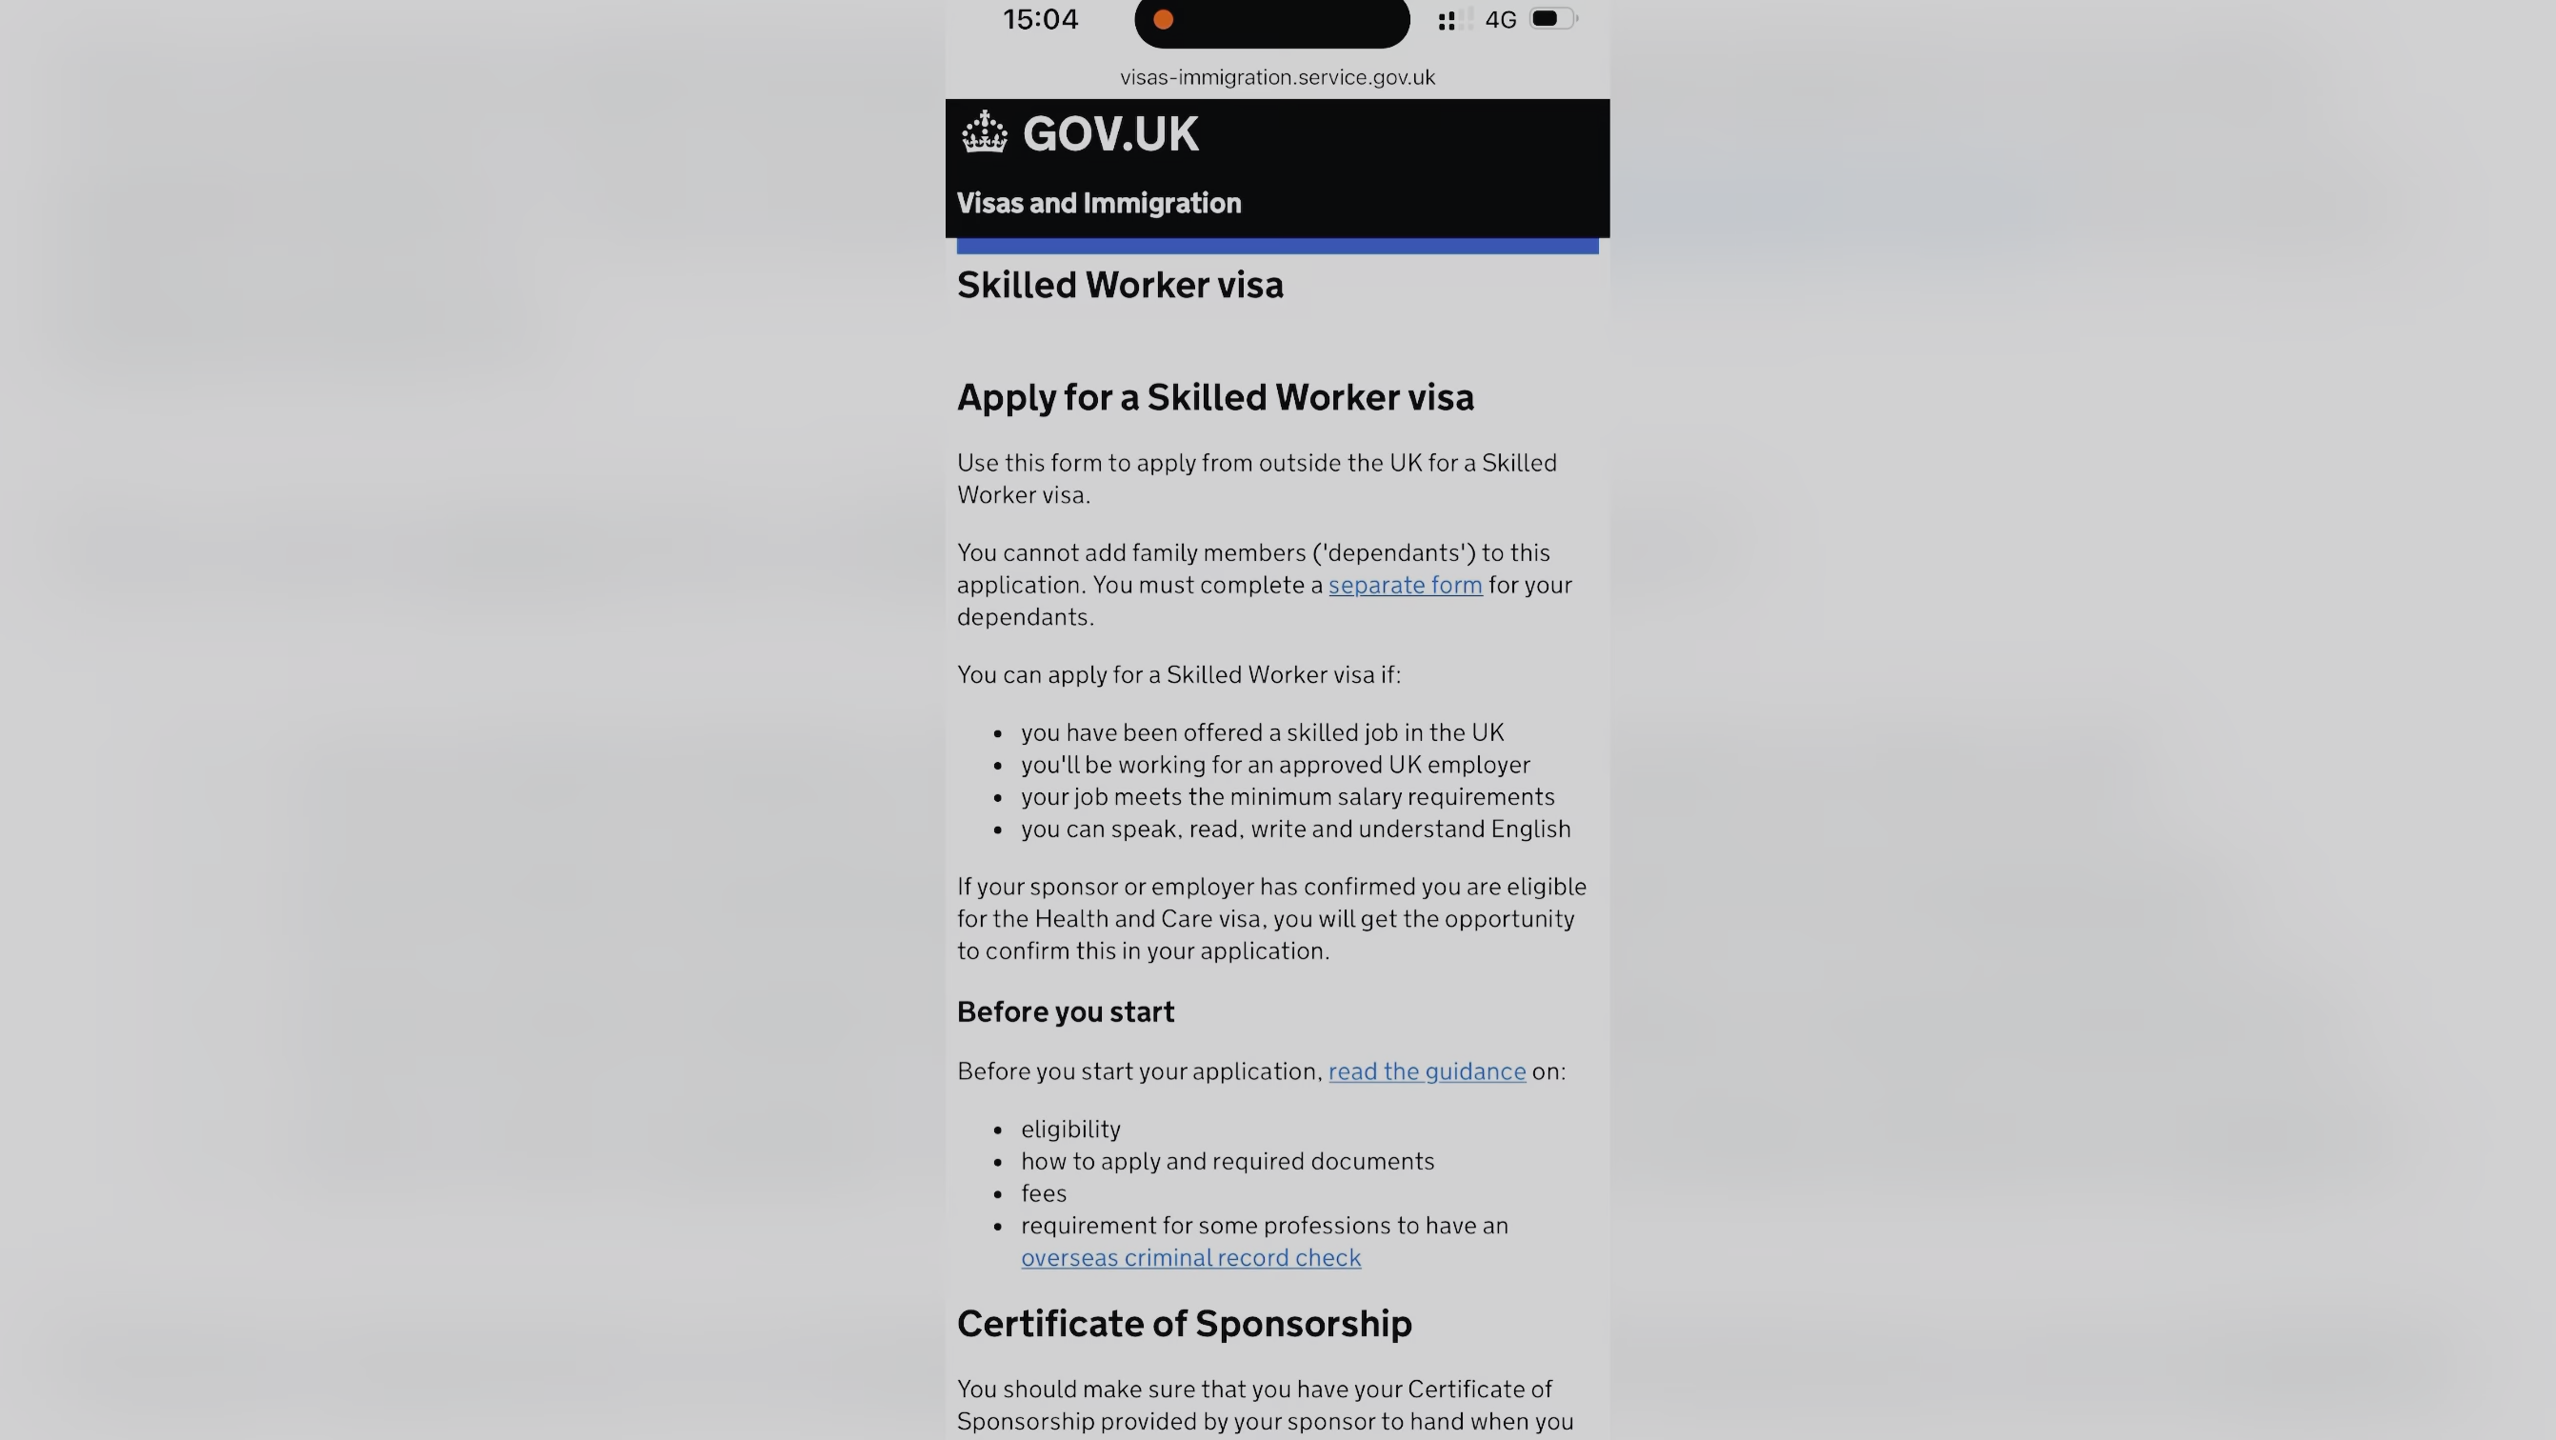 15:04
4G
visas-immigration.service.gov.uk
GOV.UK
Visas and Immigration
Skilled Worker visa
Apply for a Skilled Worker visa
Use this form to apply from outside the UK for a Skilled
Worker visa.
You cannot add family members ('dependants') to this
application. You must complete a separate form for your
dependants.
You can apply for a Skilled Worker visa if:
• you have been offered a skilled job in the UK
• you'll be working for an approved UK employer
• your job meets the minimum salary requirements
• you can speak, read, write and understand English
If your sponsor or employer has confirmed you are eligible
for the Health and Care visa, you will get the opportunity
to confirm this in your application.
Before you start
Before you start your application, read the guidance on:
• eligibility
• how to apply and required documents
• fees
• requirement for some professions to have an
overseas criminal record check
Certificate of Sponsorship
You should make sure that you have your Certificate of
Sponsorship provided by your sponsor to hand when you